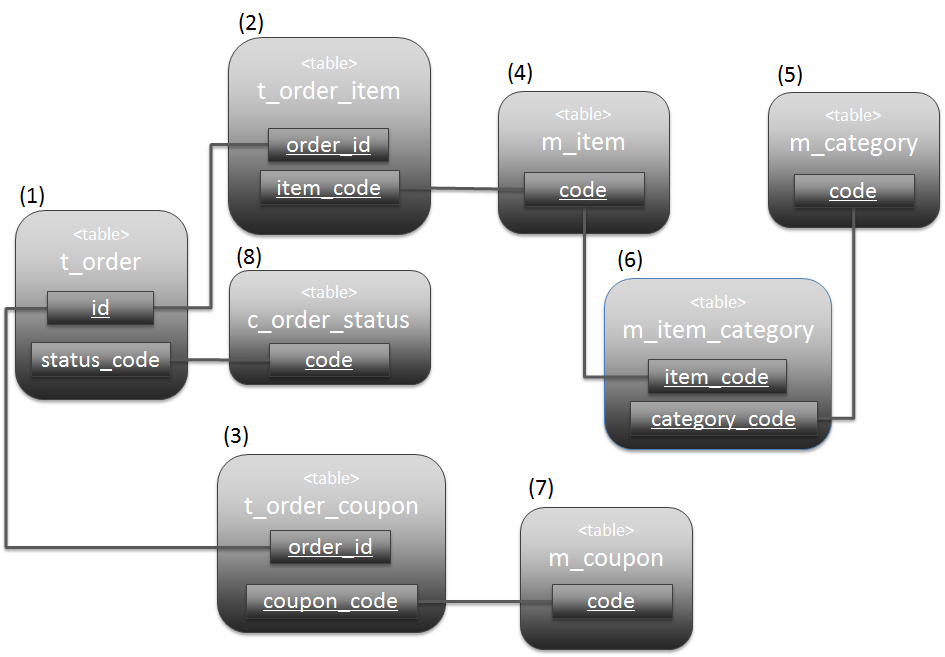 (1)
<table>
t_order
id
status_code
(2)
<table>
t_order_item
order_id
item_code
(3)
<table>
t_order_coupon
order_id
coupon_code
(4)
<table>
m_item
code
(5)
<table>
m_category
code
(6)
<table>
m_item_category
item_code
category_code
(7)
<table>
m_coupon
code
(8)
<table>
c_order_status
code